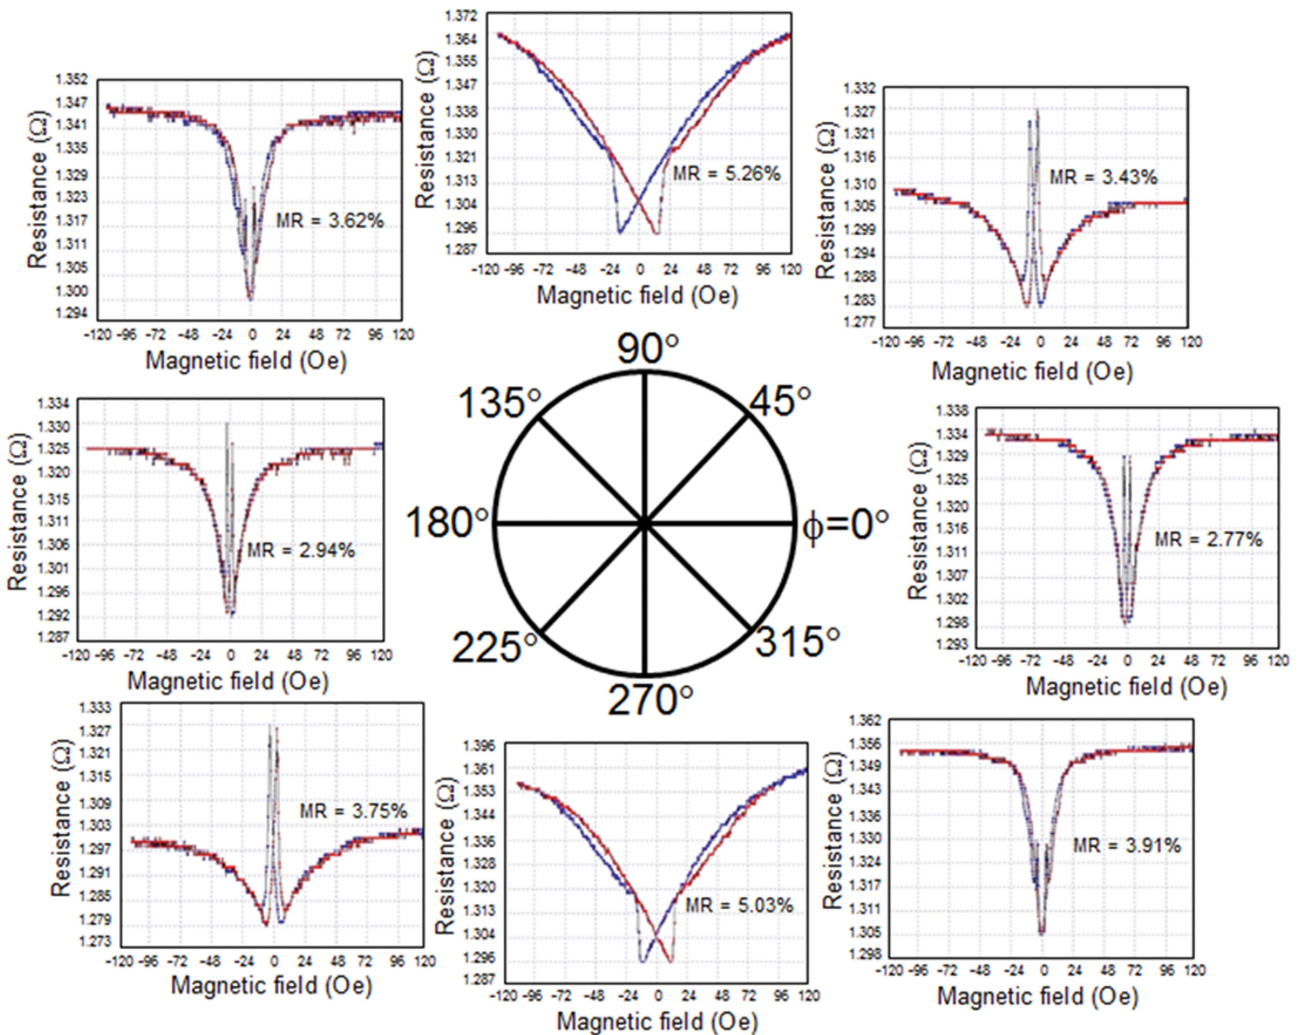 1.352
1.347
1.341
1.335
1.329
1.323
1.317
1.311
1.305
1.300
1.294
Resistance (Ω)
MR = 3.62%
-120 -96 -72 -48 -24 0 24 48 72 96 120
Magnetic field (Oe)
1.372
1.364
1.355
1.347
1.338
1.330
1.321
1.313
1.304
1.296
1.287
Resistance (Ω)
MR = 5.26%
-120 -96 -72 -48 -24 0 24 48 72 96 120
Magnetic field (Oe)
1.332
1.327
1.321
1.316
1.310
1.305
1.299
1.294
1.288
1.283
1.277
Resistance (Ω)
MR = 3.43%
-120 -96 -72 -48 -24 0 24 48 72 96 120
Magnetic field (Oe)
1.334
1.330
1.325
1.320
1.315
1.311
1.306
1.301
1.296
1.292
1.287
Resistance (Ω)
MR = 2.94%
-120 -96 -72 -48 -24 0 24 48 72 96 120
Magnetic field (Oe)
90°
135°
45°
180°
ϕ=0°
225°
315°
270°
1.338
1.334
1.329
1.325
1.320
1.316
1.311
1.307
1.302
1.298
1.293
Resistance (Ω)
MR = 2.77%
-120 -96 -72 -48 -24 0 24 48 72 96 120
Magnetic field (Oe)
1.333
1.327
1.321
1.315
1.309
1.303
1.297
1.291
1.285
1.279
1.273
Resistance (Ω)
MR = 3.75%
-120 -96 -72 -48 -24 0 24 48 72 96 120
Magnetic field (Oe)
1.396
1.361
1.353
1.344
1.336
1.328
1.320
1.313
1.304
1.296
1.287
Resistance (Ω)
MR = 5.03%
-120 -96 -72 -48 -24 0 24 48 72 96 120
Magnetic field (Oe)
1.362
1.356
1.349
1.343
1.336
1.330
1.324
1.317
1.311
1.305
1.298
Resistance (Ω)
MR = 3.91%
-120 -96 -72 -48 -24 0 24 48 72 96 120
Magnetic field (Oe)